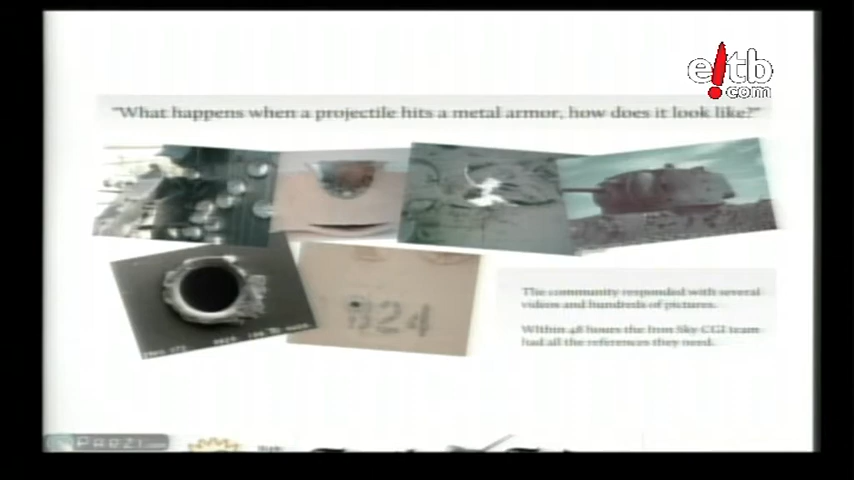 e!tb
.com
"What happens when a projectile hits a metal armor, how does it look like?"
824
The community responded with several
videos and hundreds of pictures.
Within 48 hours the Iron Sky CGI team
had all the references they need.
PREZI